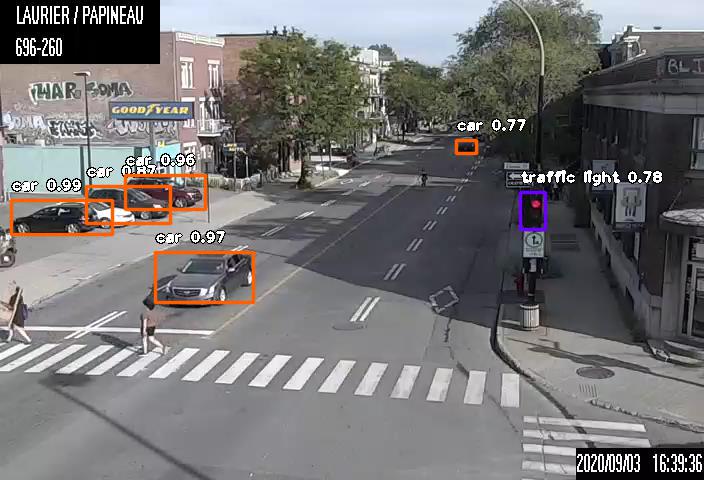 LAURIER / PAPINEAU
696-260
car 0.77
GOODYEAR
car 0.96
car 0.87
traffic light 0.78
car 0.99
car 0.97
2020/09/03 16:39:36